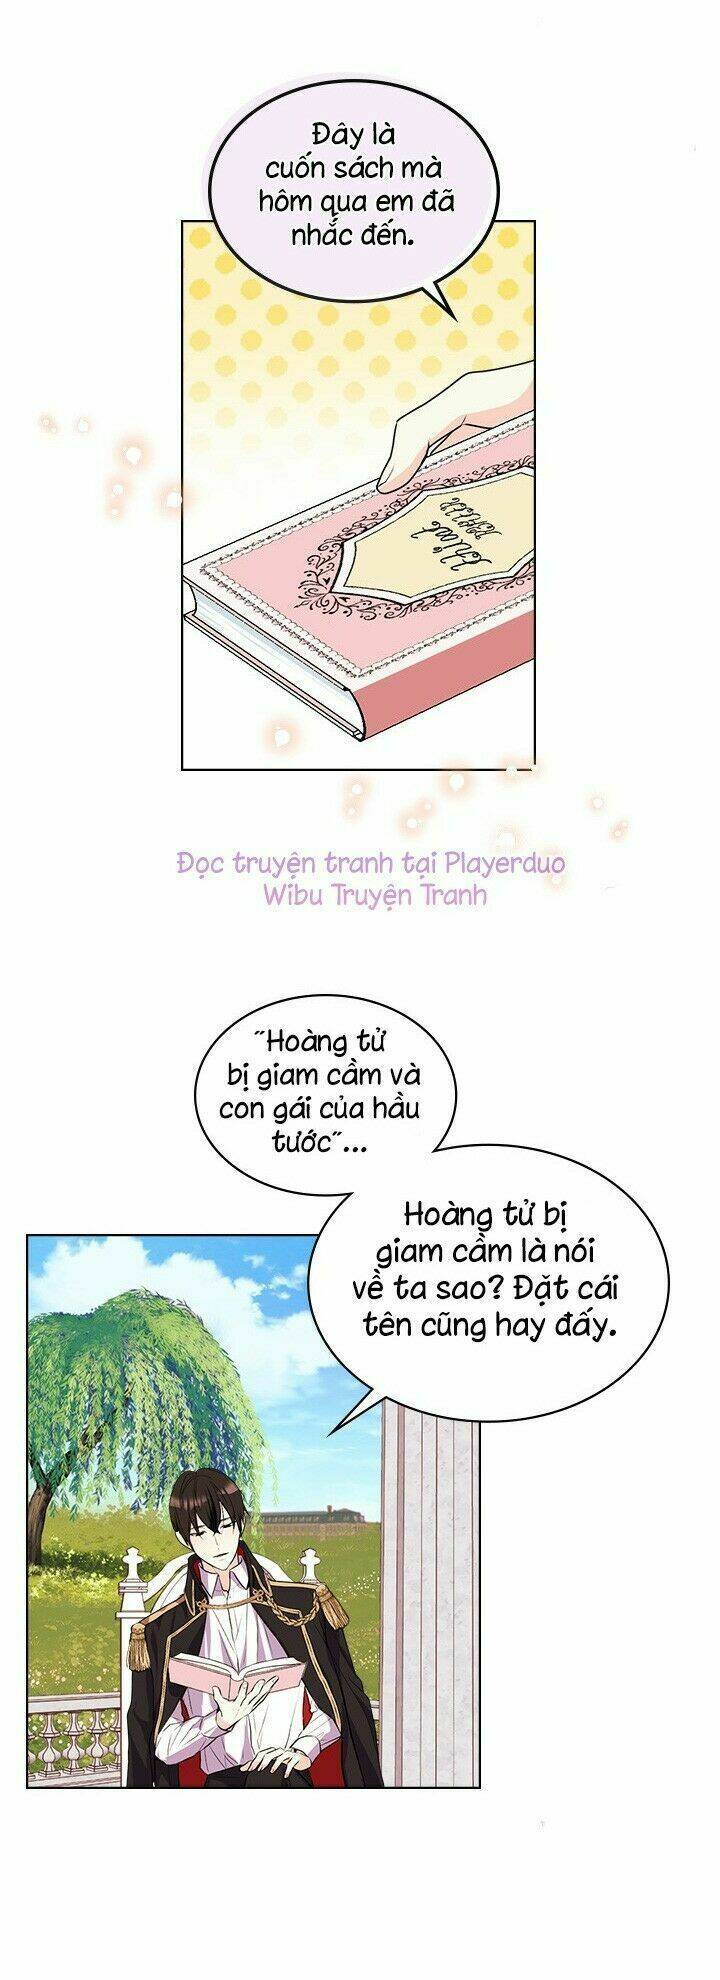 Đây là
cuốn sách mà
hôm qua em đã
nhắc đến.
Đọc truyện tranh tại Playerduo
Wibu Truyện Tranh
"Hoàng tử
bị giam cầm và
con gái của hầu
tước"...
Hoàng tử bị
giam cầm là nói
về ta sao? Đặt cái
tên cũng hay đấy.